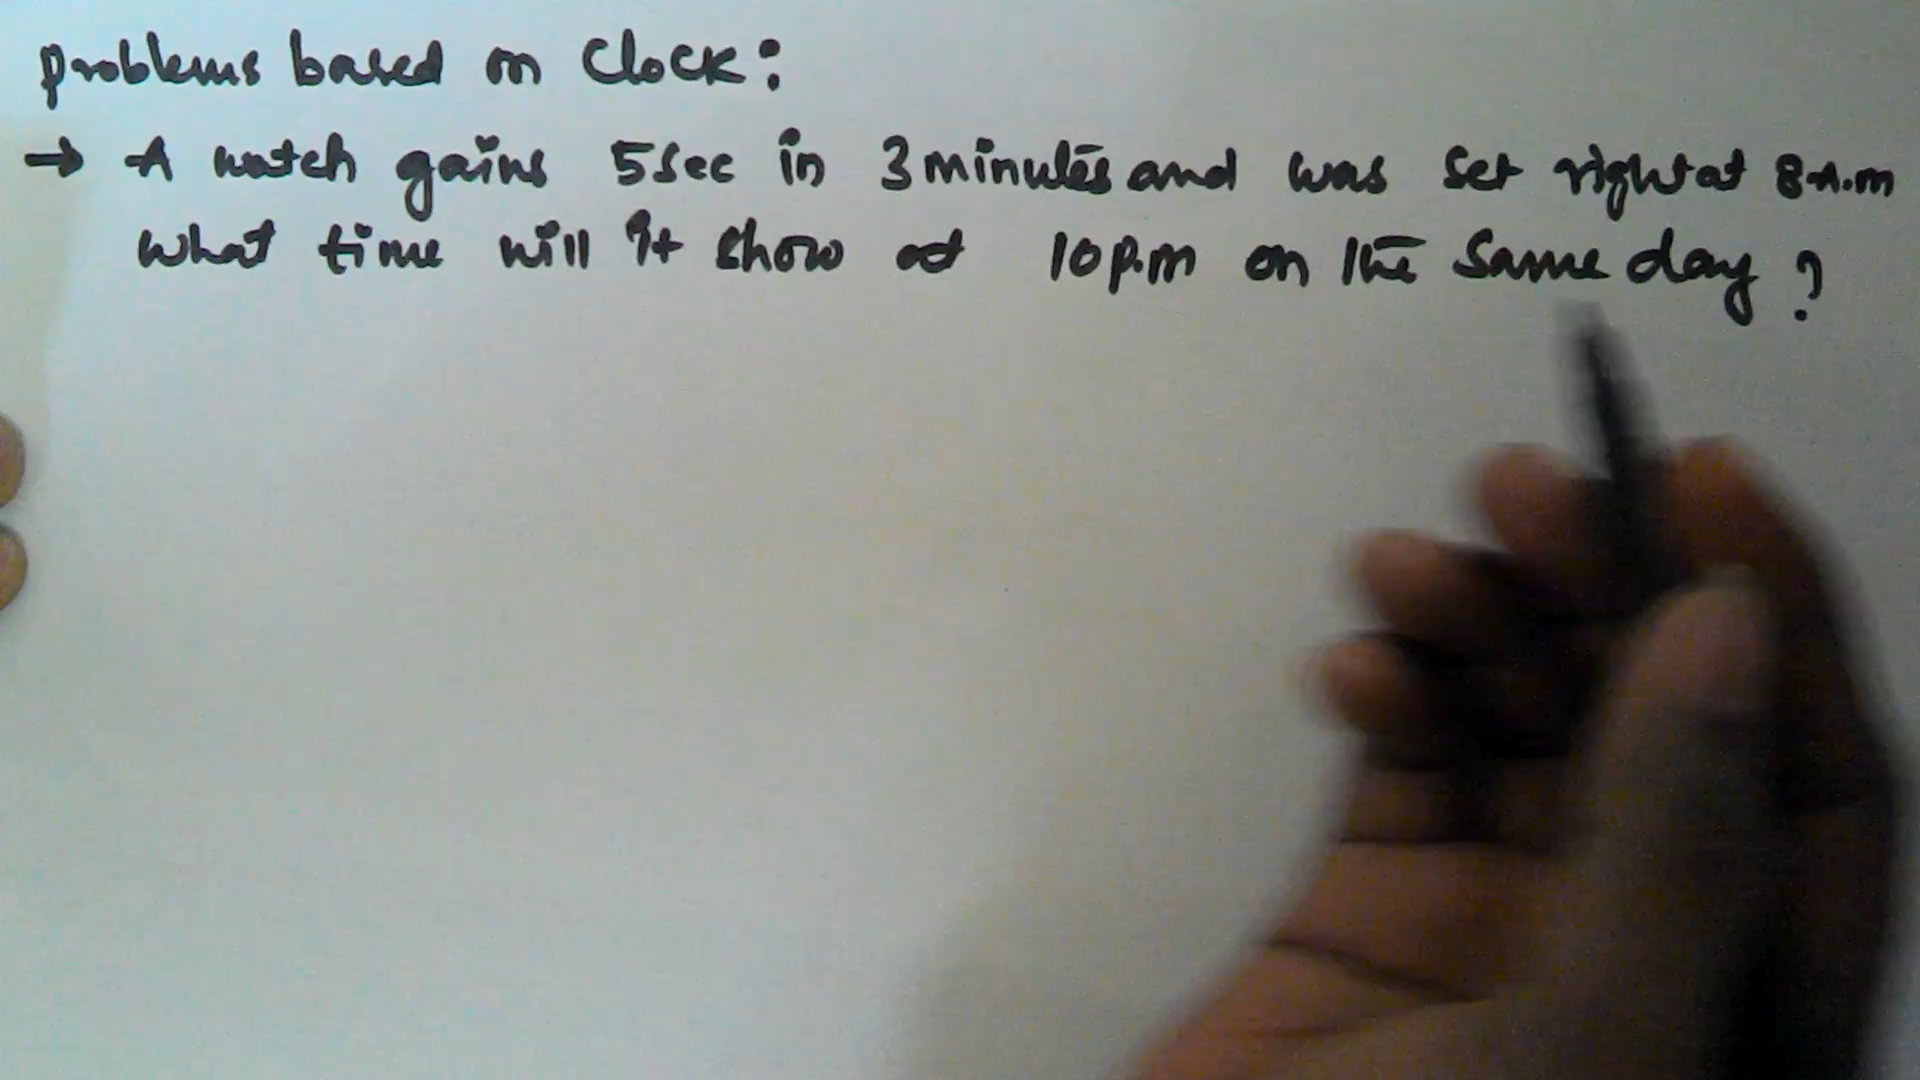 problems based on Clock:
→ A watch gains 5sec in 3minutes and was set right at 8A.m
what time will it show at 10p.m on the same day?